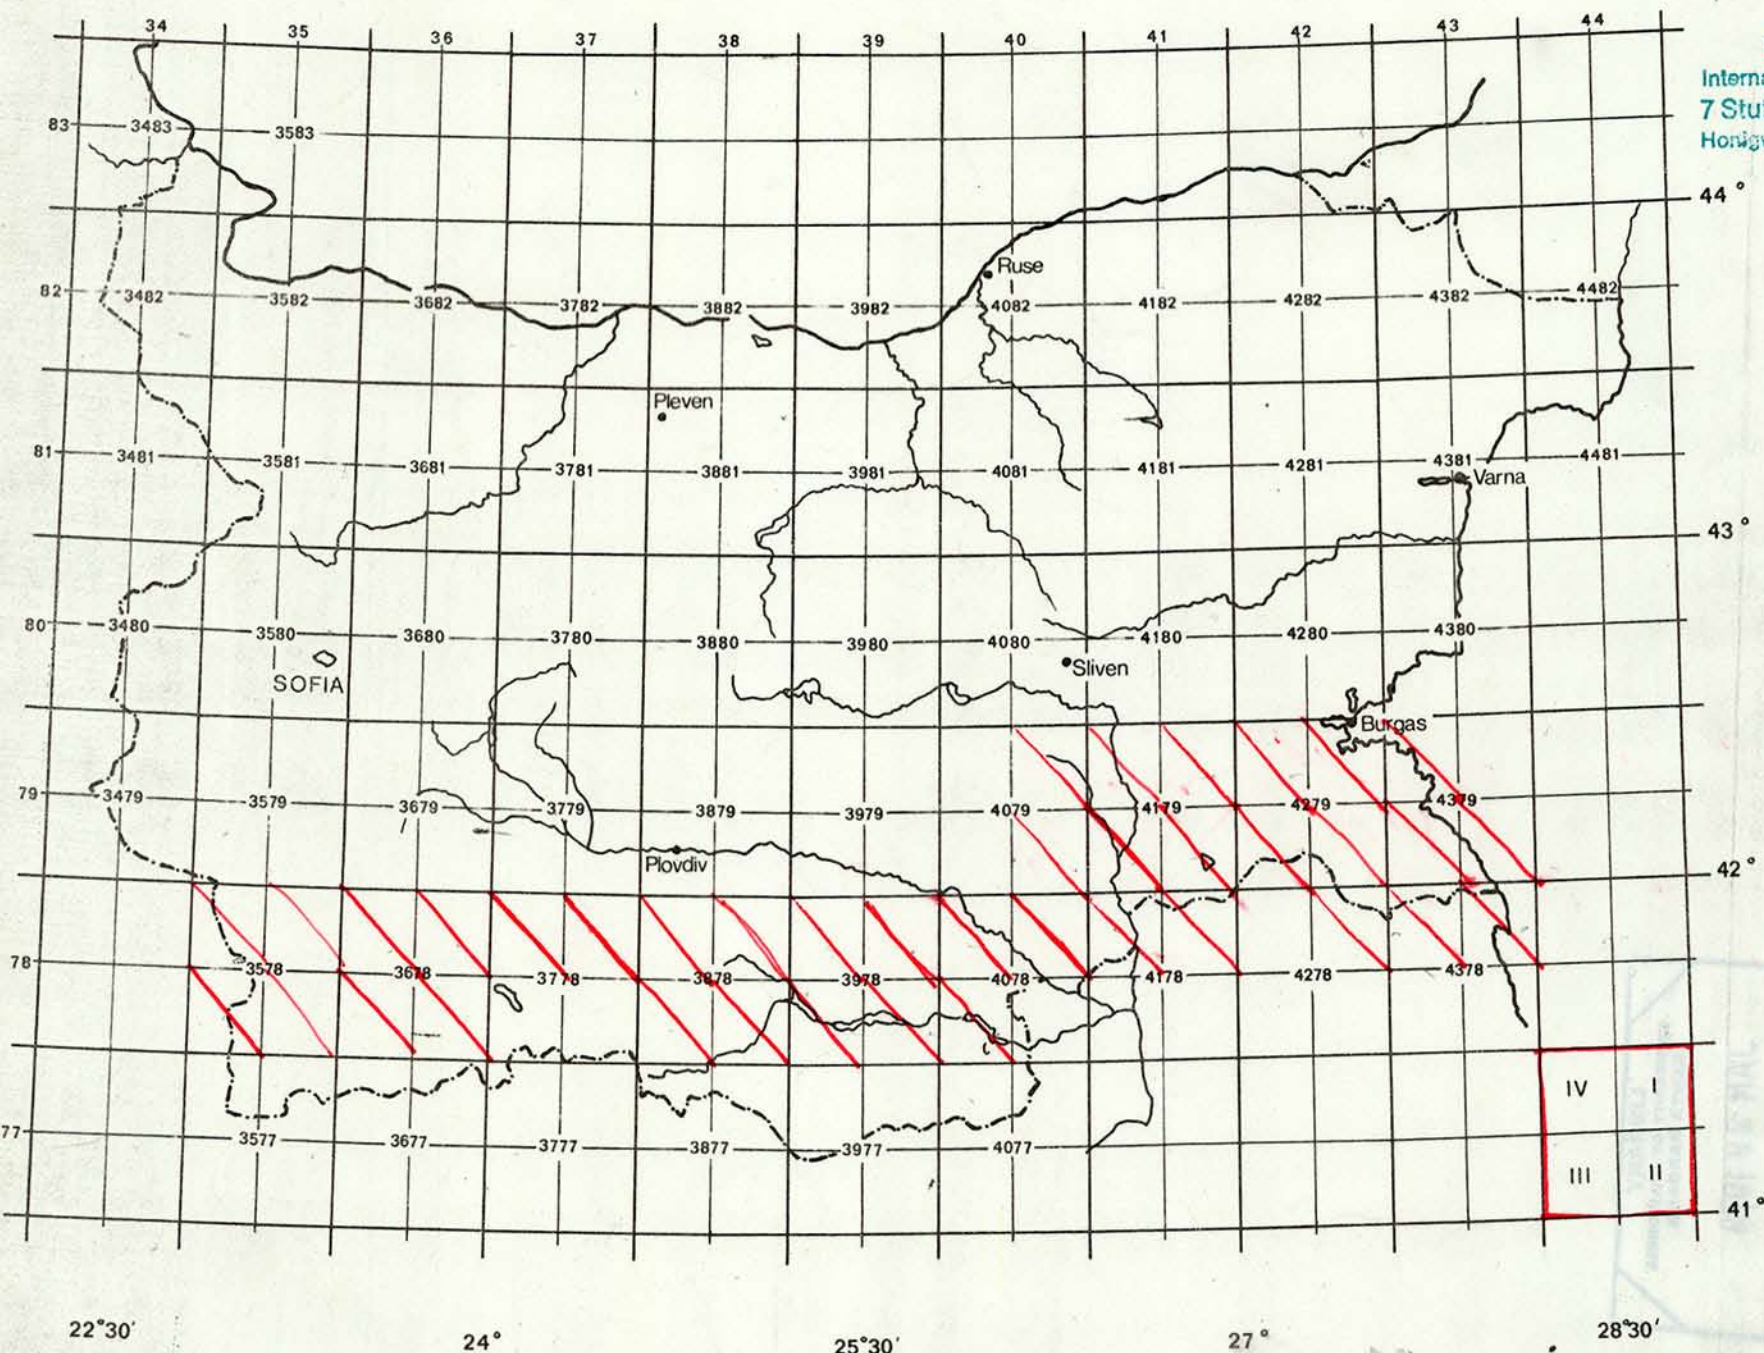 34 35 36 37 38 39 40 41 42 43 44
Interna
7 Stu
Honigw
83 3483 3583
44°
Ruse
82 3482 3582 3682 3782 3882 3982 4082 4182 4282 4382 4482
Pleven
81 3481 3581 3681 3781 3881 3981 4081 4181 4281 4381 4481
Varna
43°
80 3480 3580 3680 3780 3880 3980 4080 4180 4280 4380
Sliven
SOFIA
Burgas
79 3479 3579 3679 3779 3879 3979 4079 4179 4279 4379
Plovdiv
42°
78 3578 3678 3778 3878 3978 4078 4178 4278 4378
IV I
77 3577 3677 3777 3877 3977 4077
III II
41°
22°30' 24° 25°30' 27° 28°30'